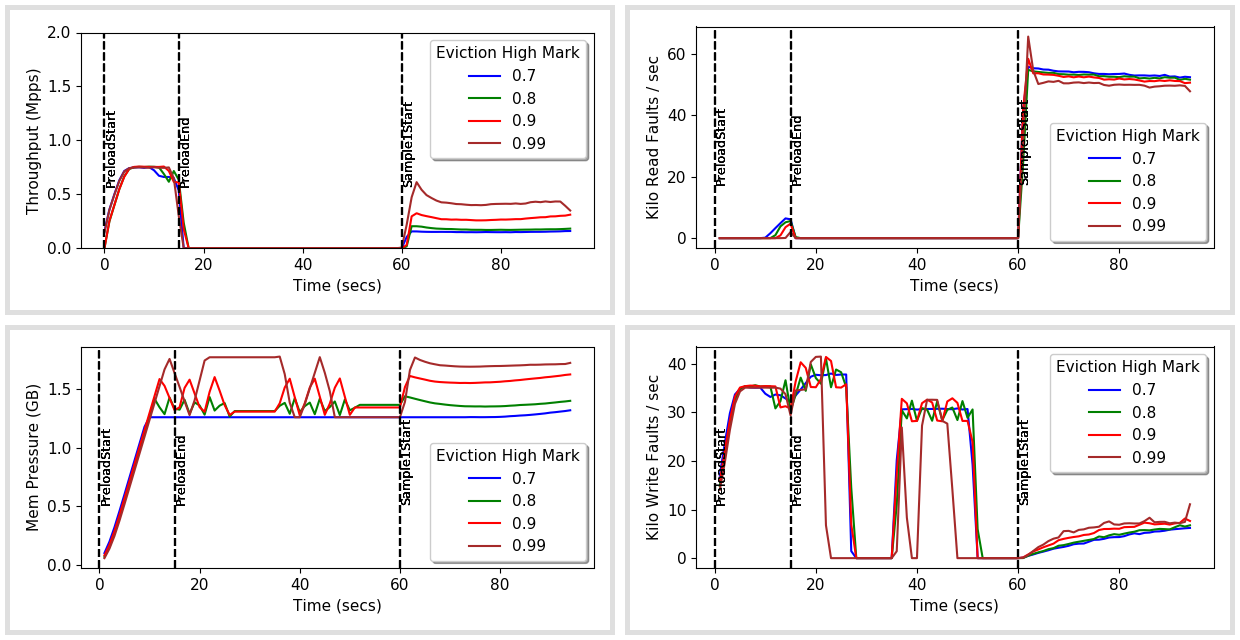 Throughput (Mpps)
2.0
1.5
1.0
0.5
0.0
PreloadStart
PreloadEnd
Sample1Start
Eviction High Mark
0.7
0.8
0.9
0.99
0 20 40 60 80
Time (secs)
Kilo Read Faults / sec
60
40
20
0
PreloadStart
PreloadEnd
Sample1Start
Eviction High Mark
0.7
0.8
0.9
0.99
0 20 40 60 80
Time (secs)
Mem Pressure (GB)
1.5
1.0
0.5
0.0
PreloadStart
PreloadEnd
Sample1Start
Eviction High Mark
0.7
0.8
0.9
0.99
0 20 40 60 80
Time (secs)
Kilo Write Faults / sec
40
30
20
10
0
PreloadStart
PreloadEnd
Sample1Start
Eviction High Mark
0.7
0.8
0.9
0.99
0 20 40 60 80
Time (secs)